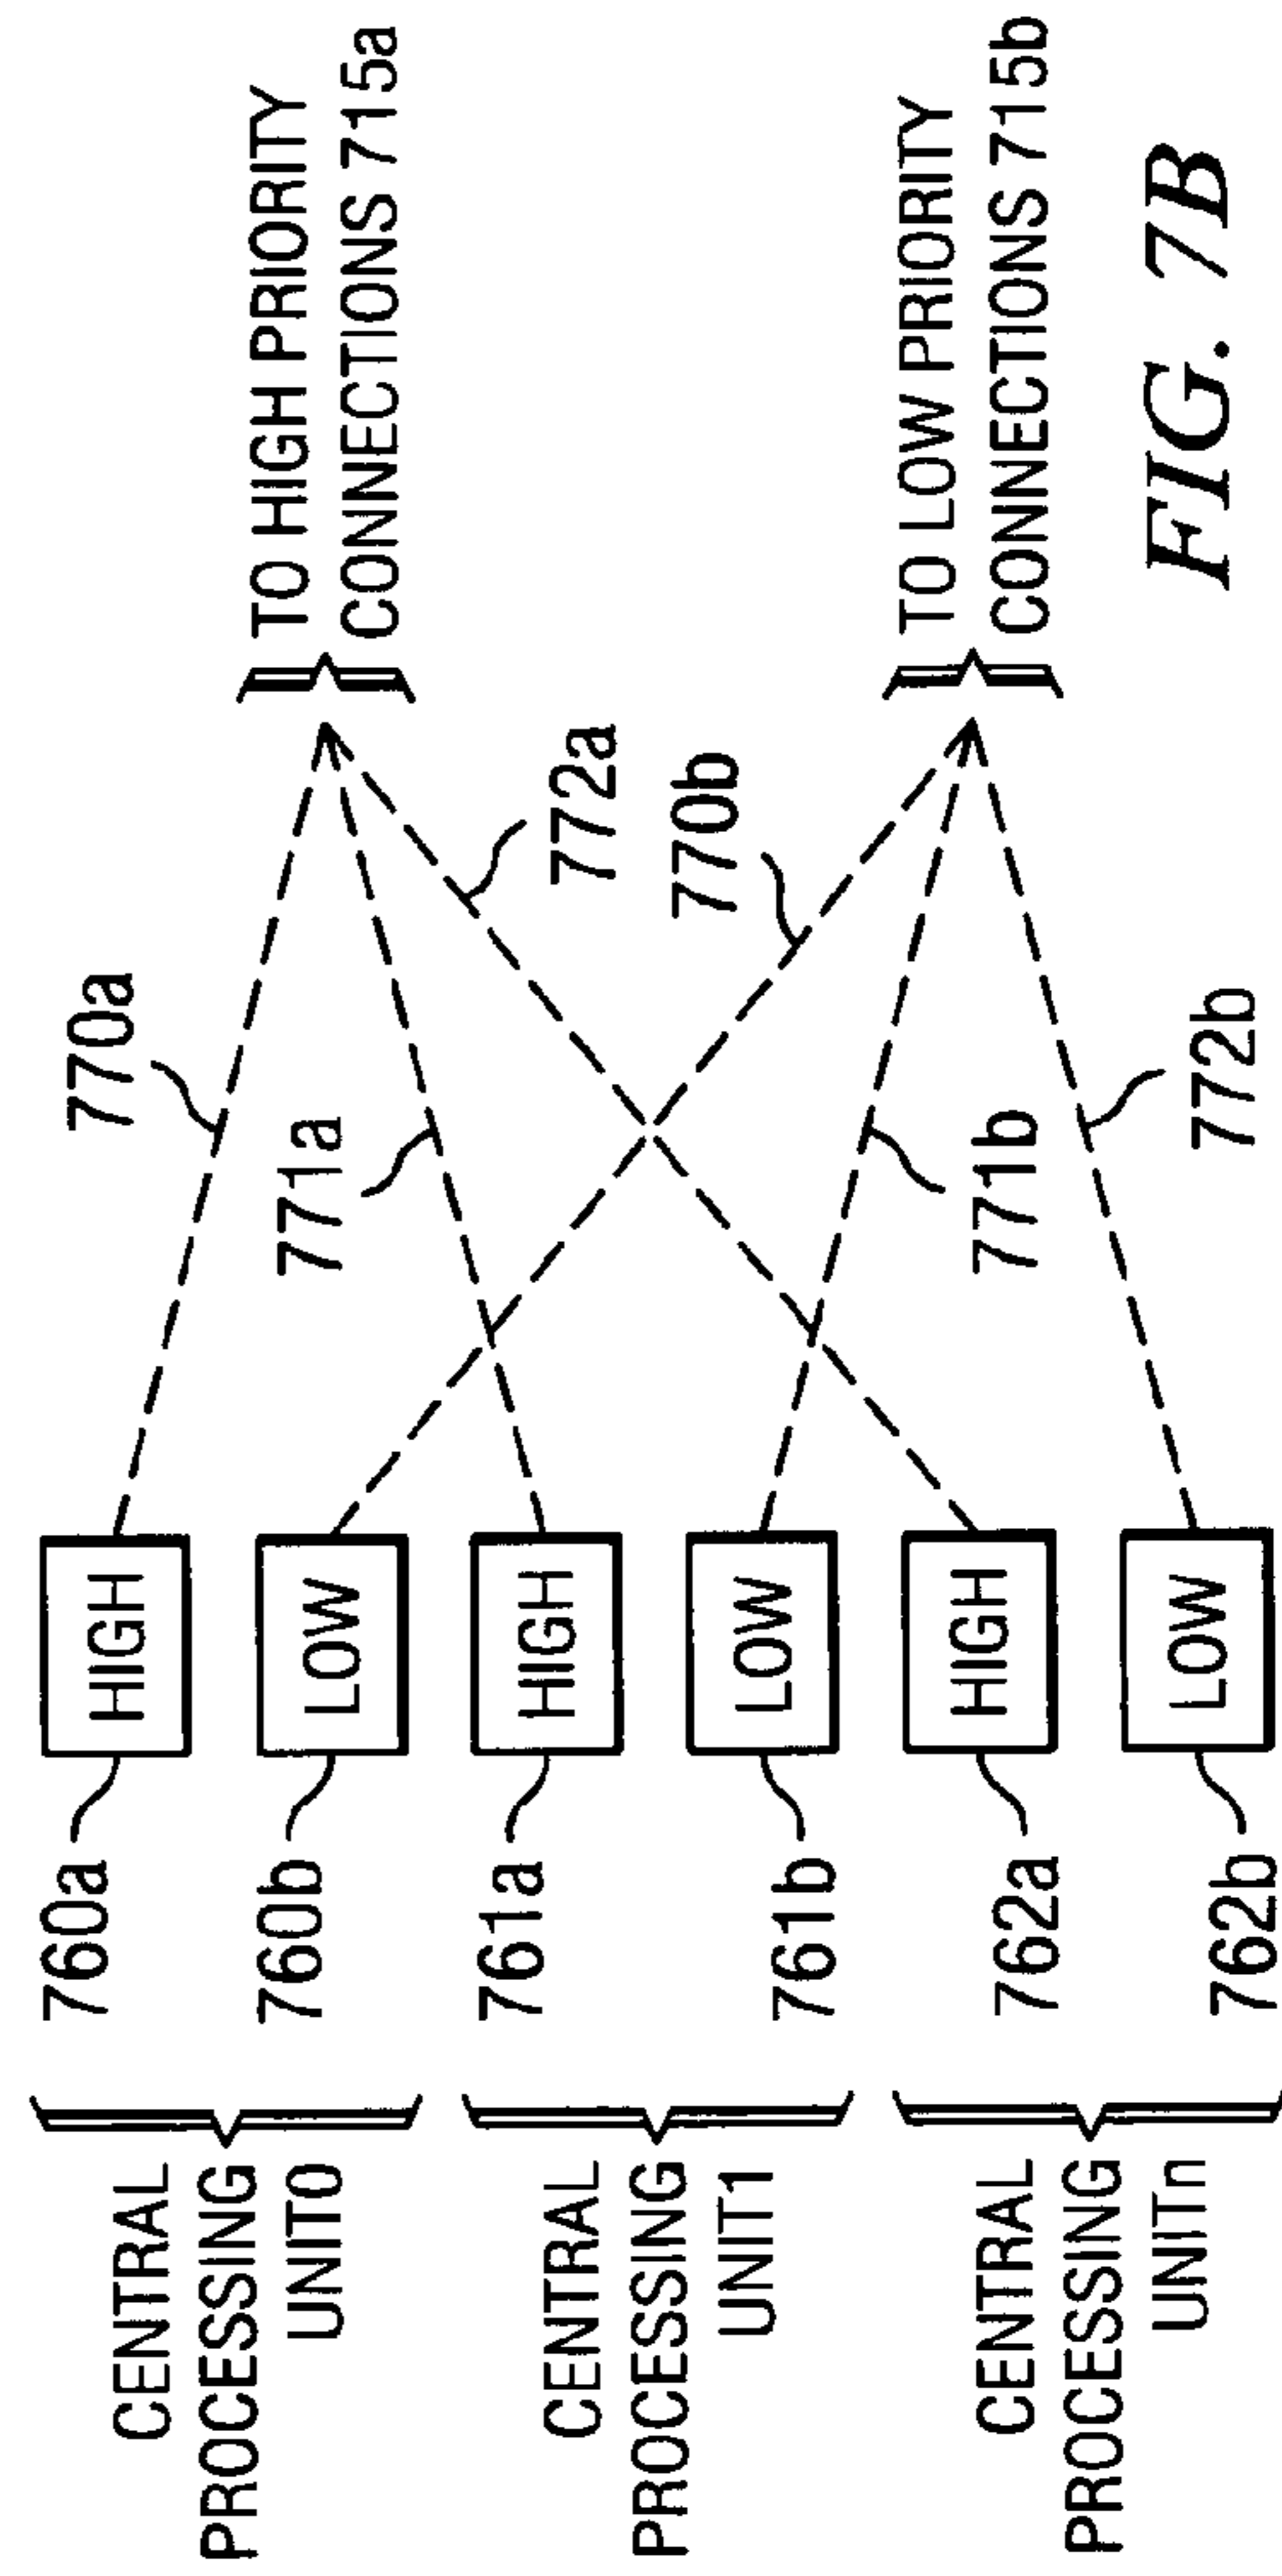 CENTRAL
PROCESSING
UNIT0
CENTRAL
PROCESSING
UNIT1
CENTRAL
PROCESSING
UNITn
760a
760b
761a
761b
762a
762b
HIGH
LOW
HIGH
LOW
HIGH
LOW
770a
771a
772a
770b
771b
772b
TO HIGH PRIORITY
CONNECTIONS 715a
TO LOW PRIORITY
CONNECTIONS 715b
FIG. 7B